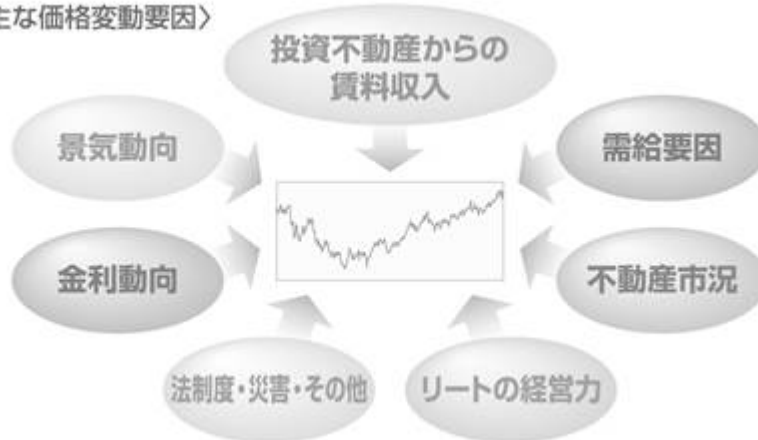 主な価格変動要因〉
投資不動産からの
賃料収入
景気動向
需給要因
金利動向
不動産市況
法制度・災害・その他
リートの経営力